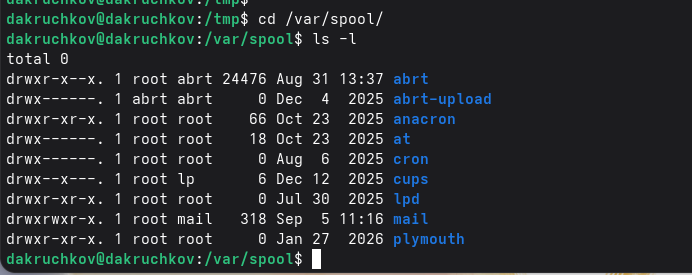 dakruchkov@dakruchkov:/tmp$
dakruchkov@dakruchkov:/tmp$ cd /var/spool/
dakruchkov@dakruchkov:/var/spool$ ls -l
total 0
drwxr-x--x. 1 root abrt 24476 Aug 31 13:37 abrt
drwx------. 1 abrt abrt     0 Dec  4  2025 abrt-upload
drwxr-xr-x. 1 root root    66 Oct 23  2025 anacron
drwx------. 1 root root    18 Oct 23  2025 at
drwxr-xr-x. 1 root root     0 Aug  6  2025 cron
drwx--x---. 1 root lp       6 Dec 12  2025 cups
drwxr-xr-x. 1 root root     0 Jul 30  2025 lpd
drwxrwxr-x. 1 root mail   318 Sep  5 11:16 mail
drwxr-xr-x. 1 root root     0 Jan 27  2026 plymouth
dakruchkov@dakruchkov:/var/spool$